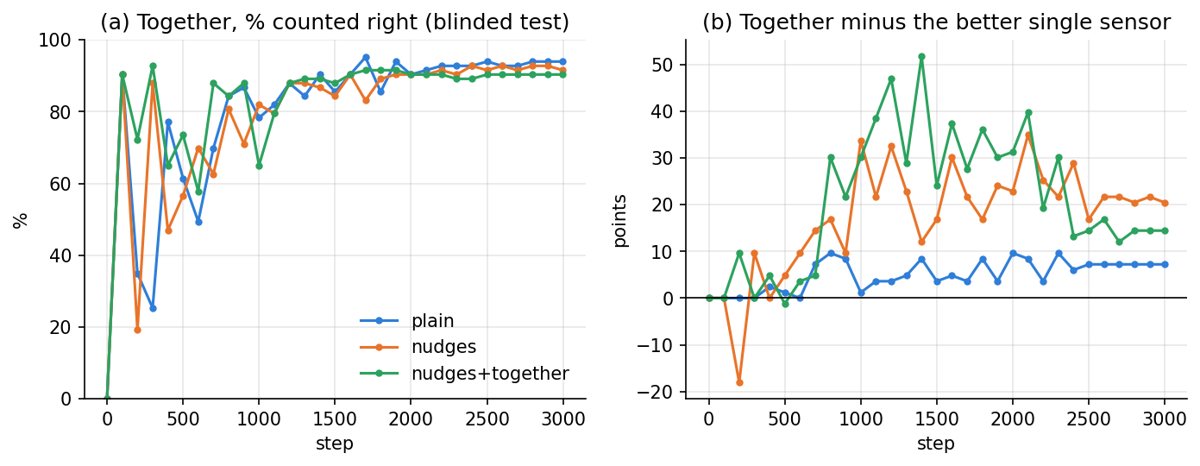 (a) Together, % counted right (blinded test)
100
80
60
40
20
0
%
0 500 1000 1500 2000 2500 3000
step
plain
nudges
nudges+together
(b) Together minus the better single sensor
50
40
30
20
10
0
−10
−20
points
0 500 1000 1500 2000 2500 3000
step